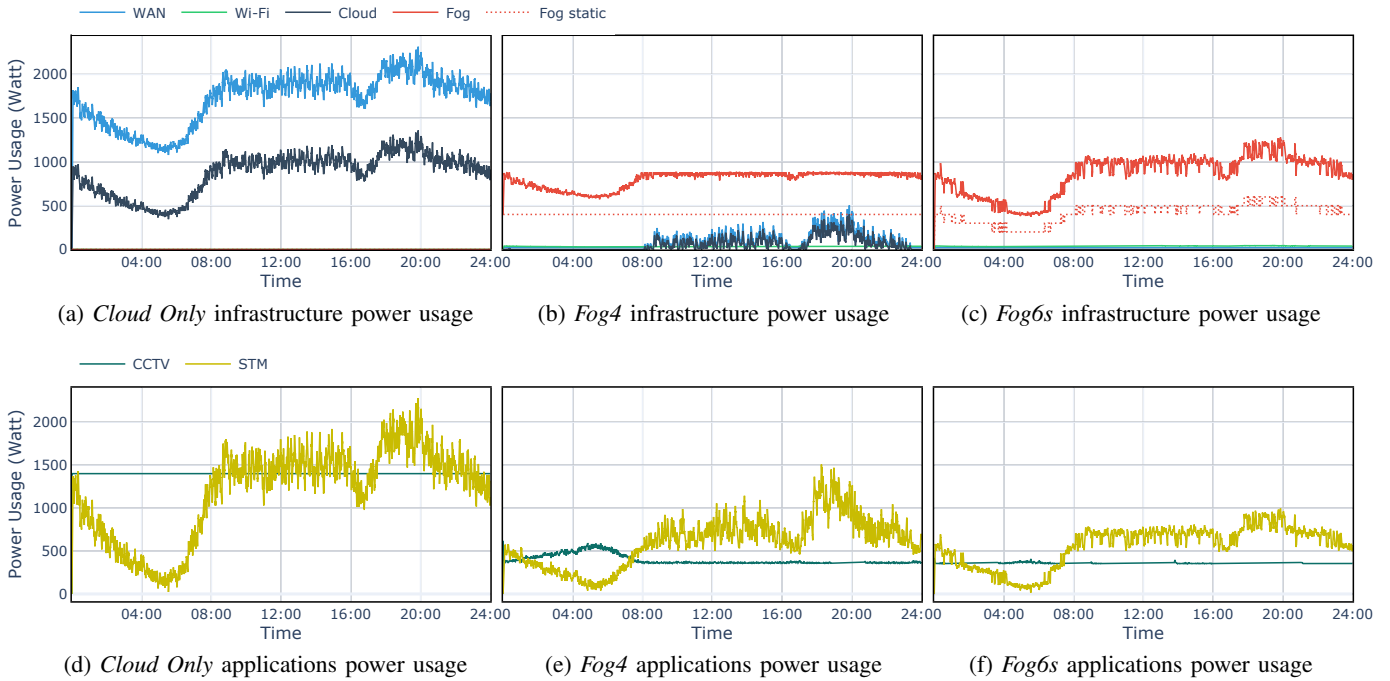 WAN Wi-Fi Cloud Fog Fog static
Power Usage (Watt)
2000
1500
1000
500
0
04:00 08:00 12:00 16:00 20:00 24:00
04:00 08:00 12:00 16:00 20:00 24:00
04:00 08:00 12:00 16:00 20:00 24:00
Time Time Time
(a) Cloud Only infrastructure power usage
(b) Fog4 infrastructure power usage
(c) Fog6s infrastructure power usage
CCTV STM
Power Usage (Watt)
2000
1500
1000
500
0
04:00 08:00 12:00 16:00 20:00 24:00
04:00 08:00 12:00 16:00 20:00 24:00
04:00 08:00 12:00 16:00 20:00 24:00
Time Time Time
(d) Cloud Only applications power usage
(e) Fog4 applications power usage
(f) Fog6s applications power usage